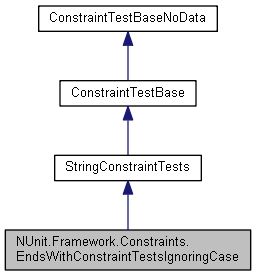 ConstraintTestBaseNoData
ConstraintTestBase
StringConstraintTests
NUnit.Framework.Constraints.
EndsWithConstraintTestsIgnoringCase